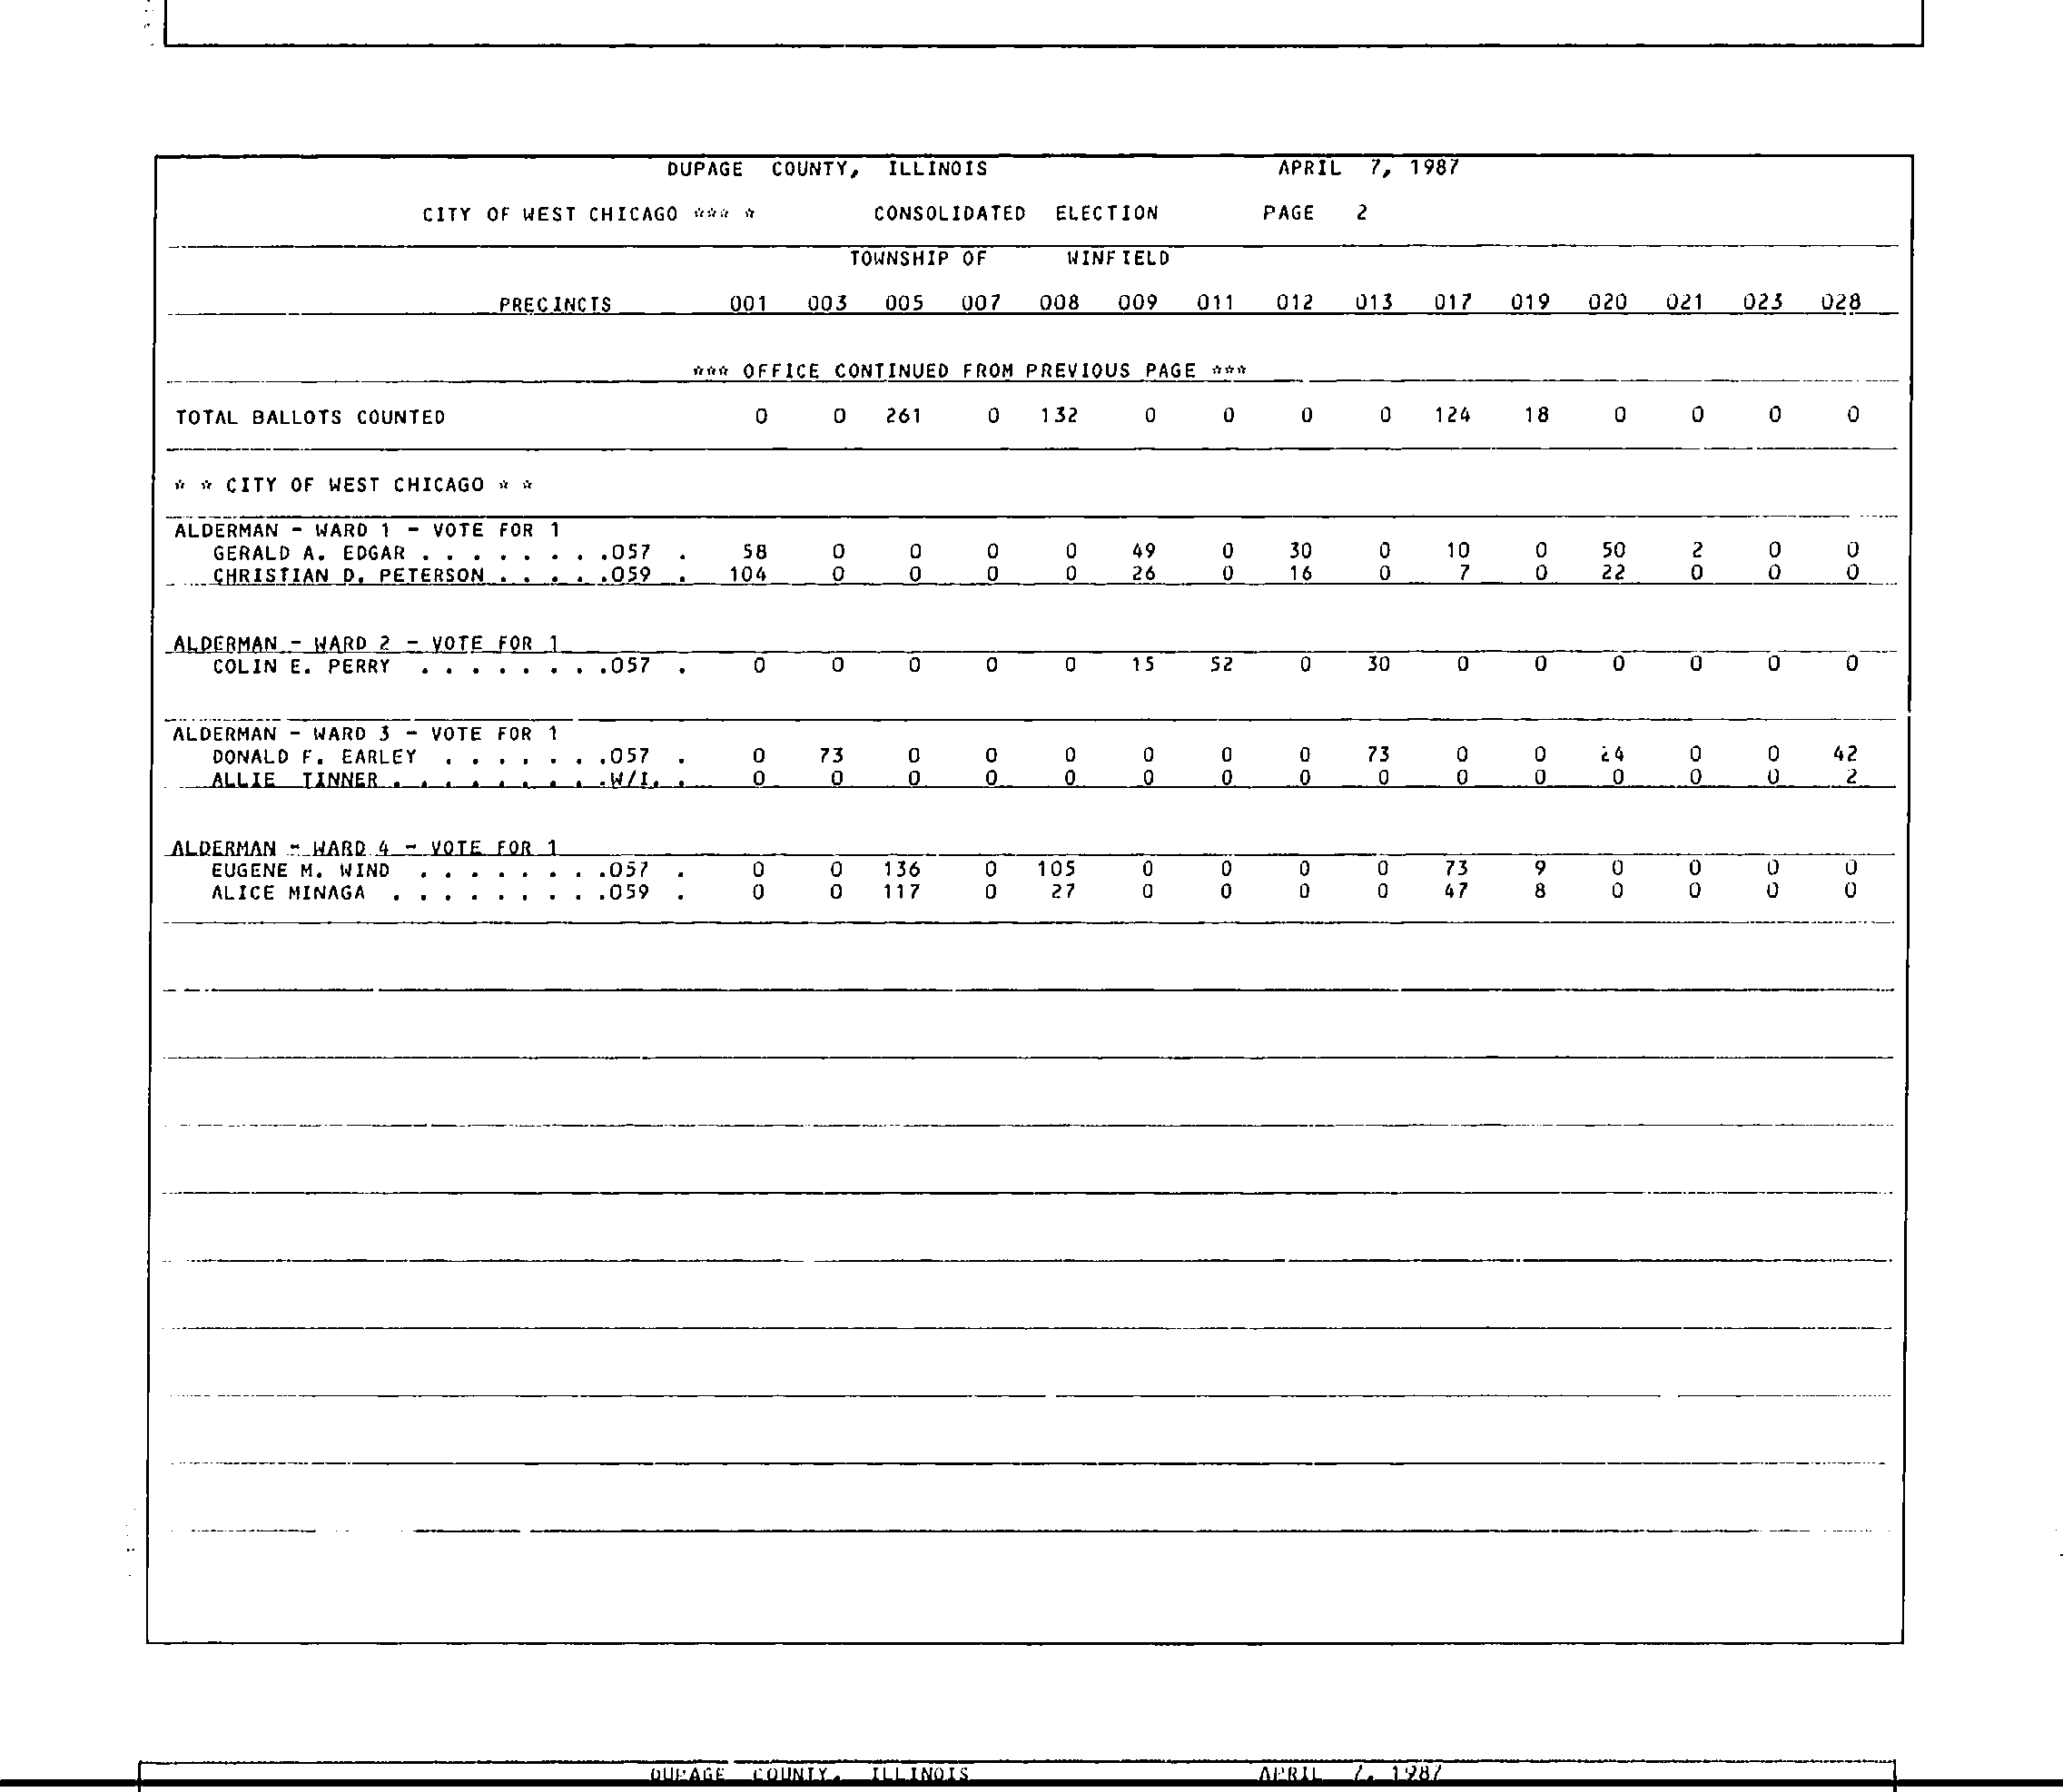 DUPAGE COUNTY, ILLINOIS APRIL 7, 1987
CITY OF WEST CHICAGO *** * CONSOLIDATED ELECTION PAGE 2
TOWNSHIP OF WINFIELD
PRECINCTS 001 003 005 007 008 009 011 012 013 017 019 020 021 023 028
*** OFFICE CONTINUED FROM PREVIOUS PAGE ***
TOTAL BALLOTS COUNTED 0 0 261 0 132 0 0 0 0 124 18 0 0 0 0
* * CITY OF WEST CHICAGO * *
ALDERMAN - WARD 1 - VOTE FOR 1
GERALD A. EDGAR . . . . . . . .057 . 58 0 0 0 0 49 0 30 0 10 0 50 2 0 0
CHRISTIAN D. PETERSON . . . . .059 . 104 0 0 0 0 26 0 16 0 7 0 22 0 0 0
ALDERMAN - WARD 2 - VOTE FOR 1
COLIN E. PERRY . . . . . . . .057 . 0 0 0 0 0 15 52 0 30 0 0 0 0 0 0
ALDERMAN - WARD 3 - VOTE FOR 1
DONALD F. EARLEY . . . . . . .057 . 0 73 0 0 0 0 0 0 73 0 0 24 0 0 42
ALLIE TINNER . . . . . . . . .W/I. . 0 0 0 0 0 0 0 0 0 0 0 0 0 0 2
ALDERMAN - WARD 4 - VOTE FOR 1
EUGENE M. WIND . . . . . . . .057 . 0 0 136 0 105 0 0 0 0 73 9 0 0 0 0
ALICE MINAGA . . . . . . . . .059 . 0 0 117 0 27 0 0 0 0 47 8 0 0 0 0
DUPAGE COUNTY, ILLINOIS APRIL 7, 1987